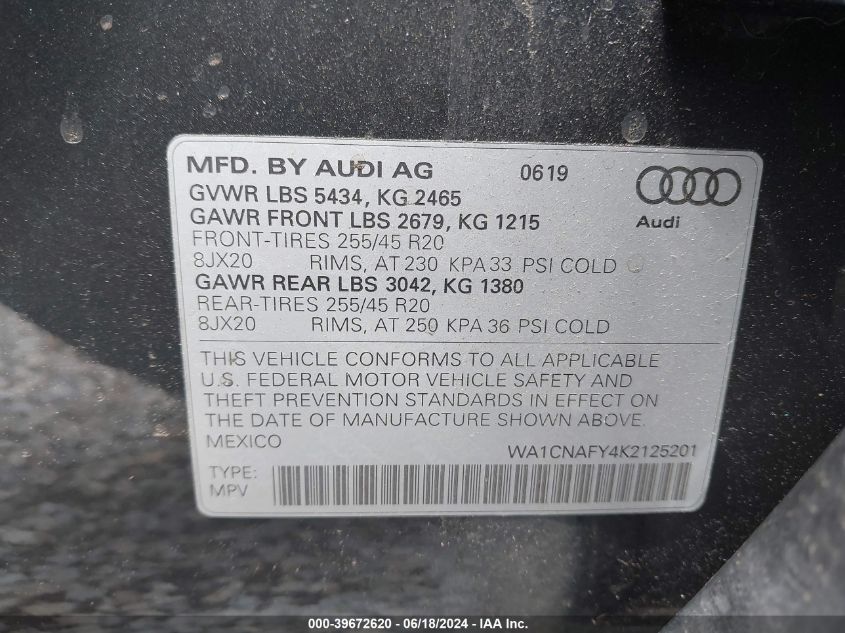 MFD. BY AUDI AG 0619
GVWR LBS 5434, KG 2465
GAWR FRONT LBS 2679, KG 1215
Audi
FRONT-TIRES 255/45 R20
8JX20 RIMS, AT 230 KPA 33 PSI COLD
GAWR REAR LBS 3042, KG 1380
REAR-TIRES 255/45 R20
8JX20 RIMS, AT 250 KPA 36 PSI COLD
THIS VEHICLE CONFORMS TO ALL APPLICABLE
U.S. FEDERAL MOTOR VEHICLE SAFETY AND
THEFT PREVENTION STANDARDS IN EFFECT ON
THE DATE OF MANUFACTURE SHOWN ABOVE.
MEXICO WA1CNAFY4K2125201
TYPE:
MPV
000-39672620 - 06/18/2024 - IAA Inc.